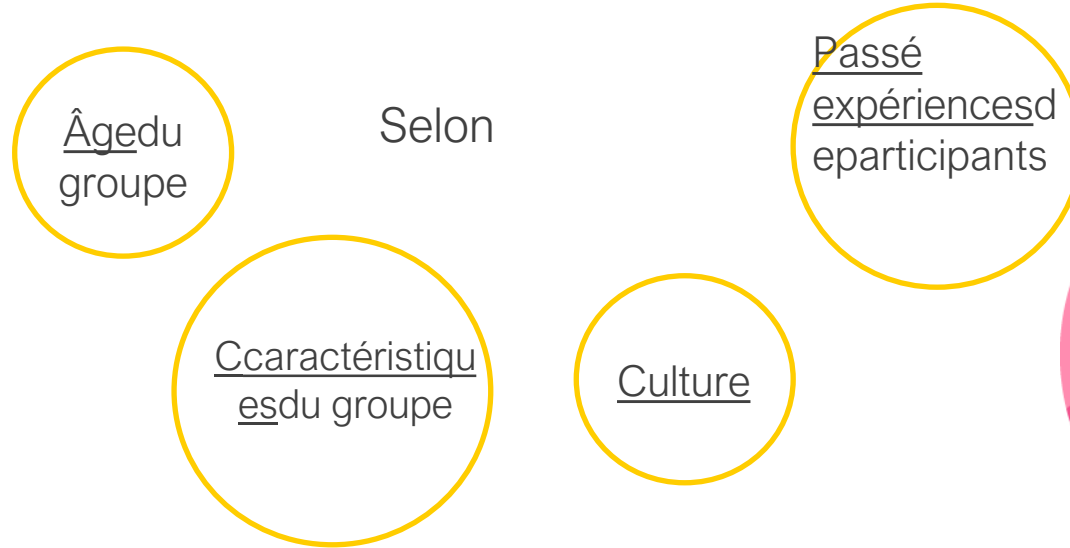 Âgedu
groupe
Selon
Passé
expériencesd
eparticipants
Ccaractéristiqu
esdu groupe
Culture